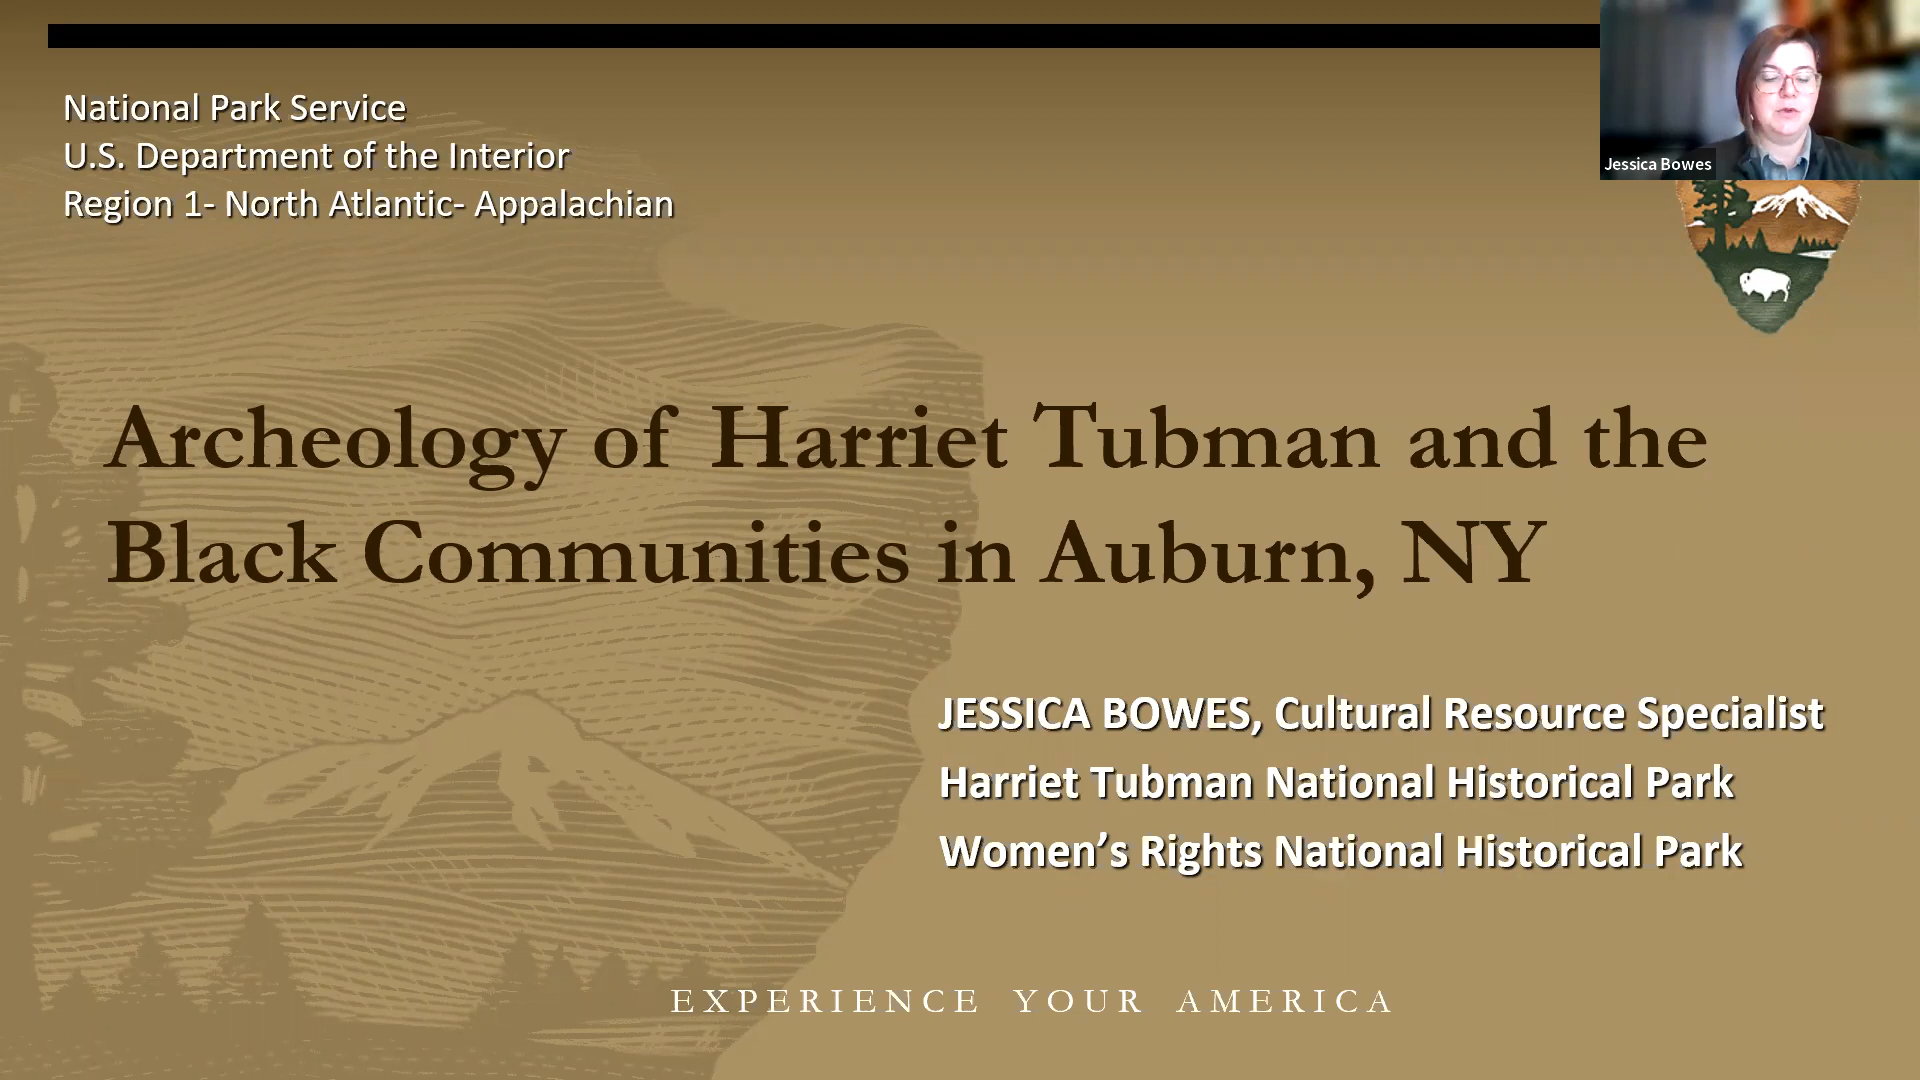 National Park Service
U.S. Department of the Interior
Region 1- North Atlantic- Appalachian
Jessica Bowes
Archeology of Harriet Tubman and the
Black Communities in Auburn, NY
JESSICA BOWES, Cultural Resource Specialist
Harriet Tubman National Historical Park
Women’s Rights National Historical Park
EXPERIENCE YOUR AMERICA